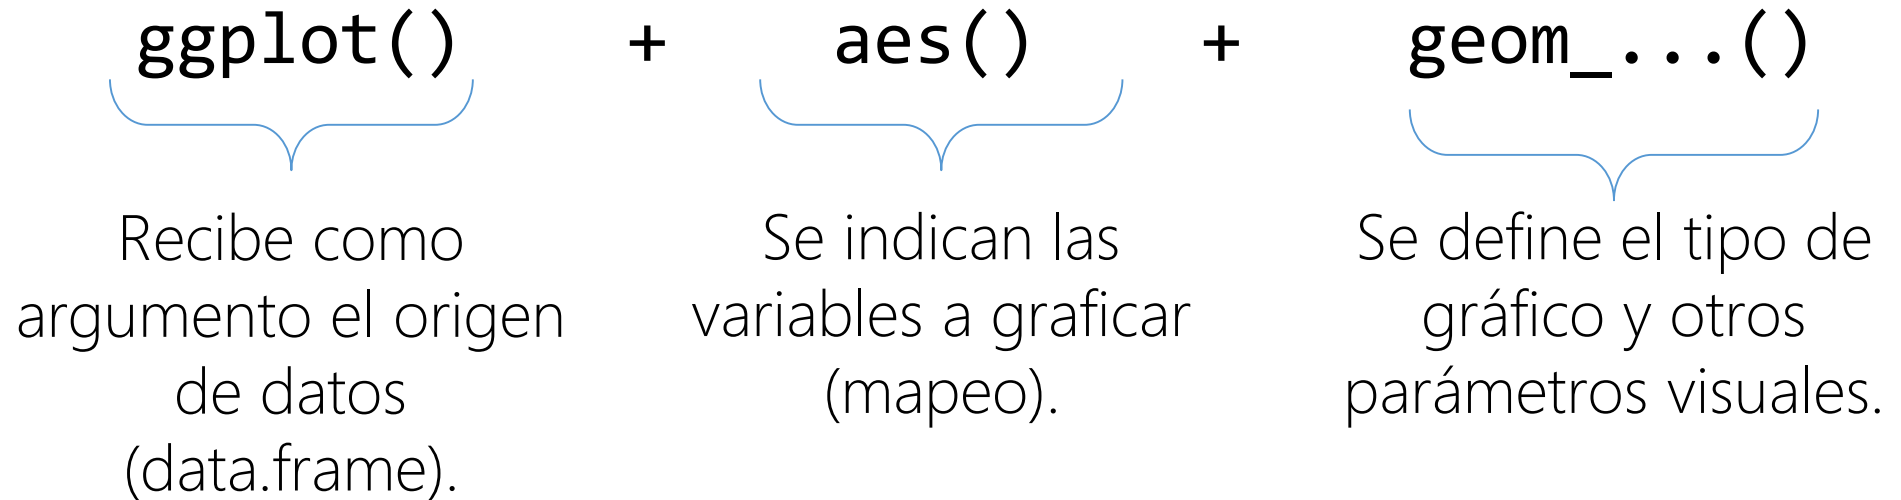 ggplot() + aes() + geom_...()
Recibe como
argumento el origen
de datos
(data.frame).
Se indican las
variables a graficar
(mapeo).
Se define el tipo de
gráfico y otros
parámetros visuales.